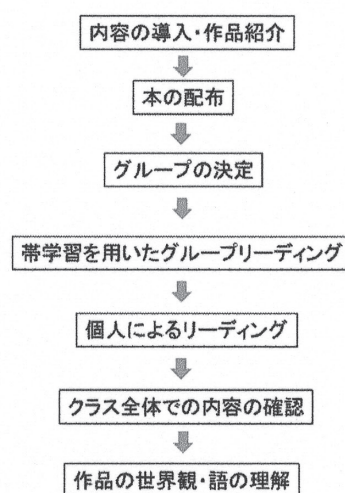 内容の導入・作品紹介
本の配布
グループの決定
帯学習を用いたグループリーディング
個人によるリーディング
クラス全体での内容の確認
作品の世界観・語の理解